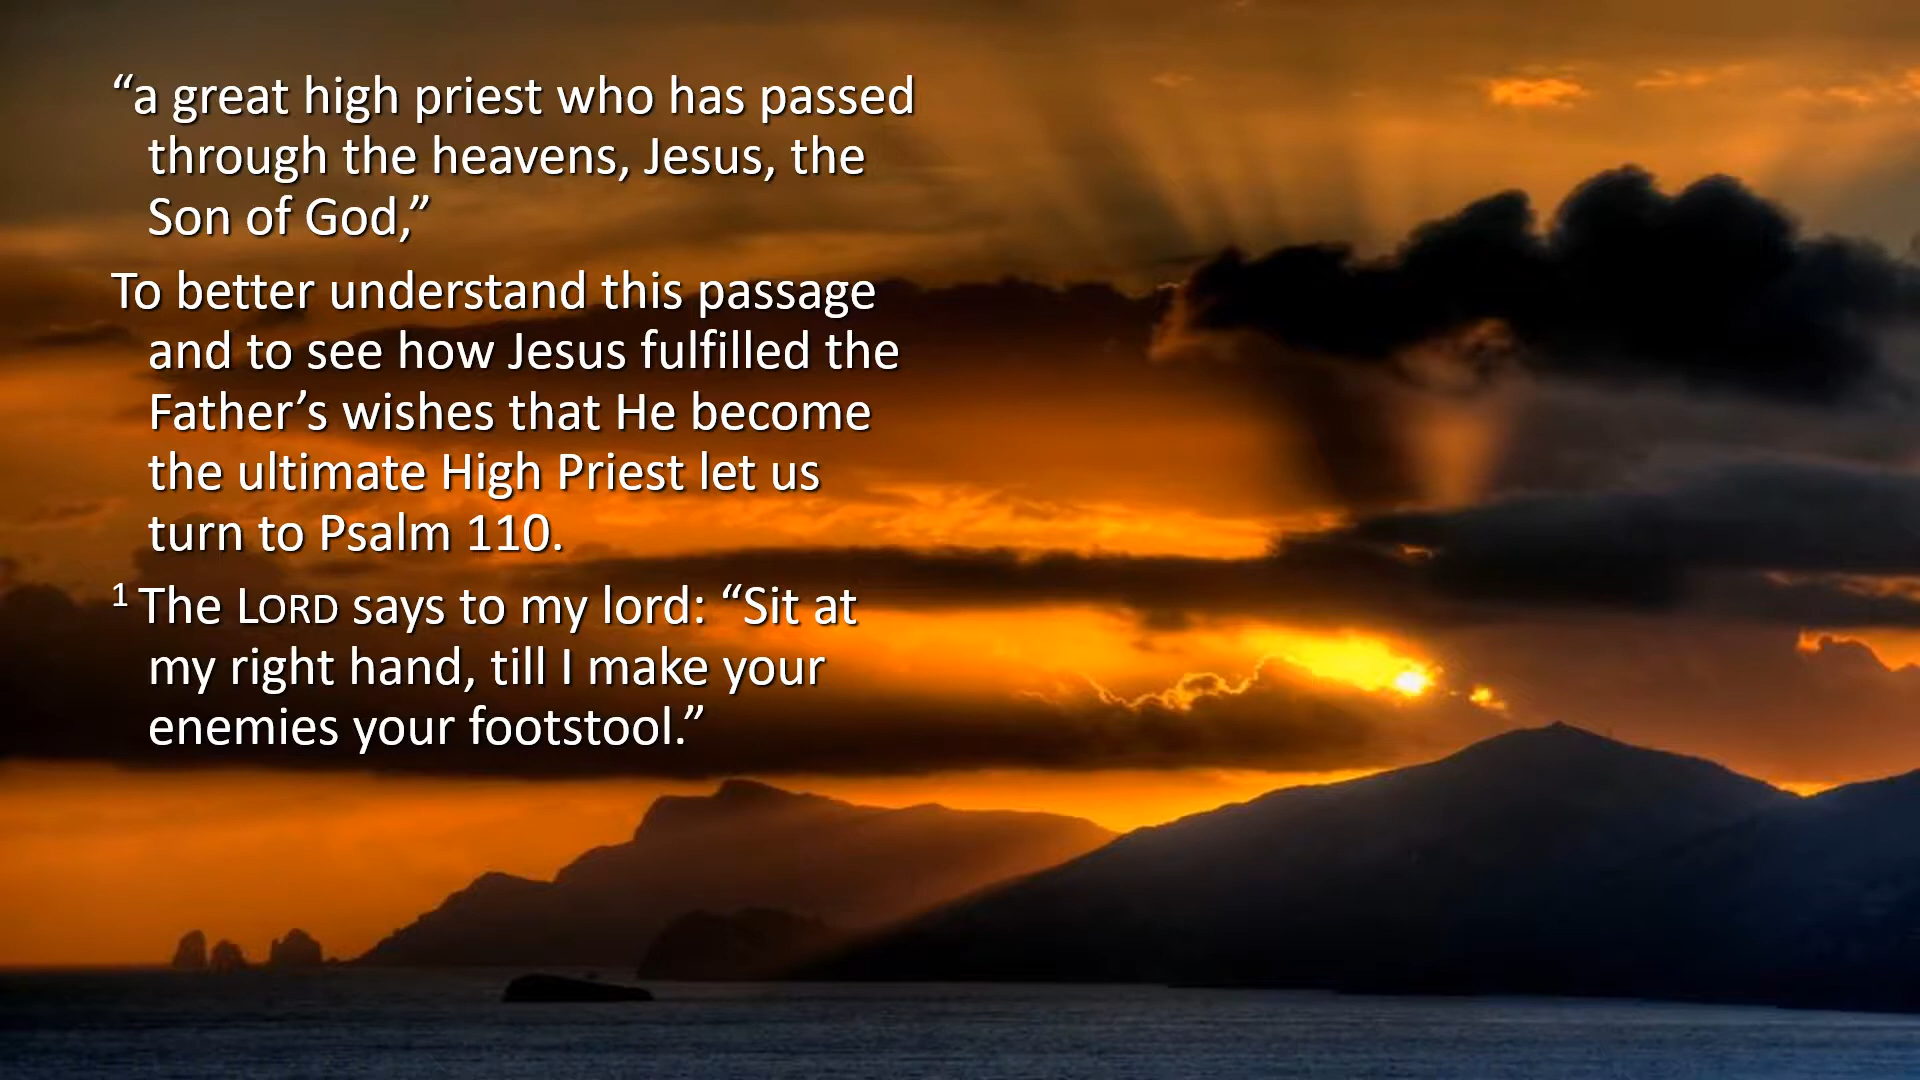 “a great high priest who has passed
through the heavens, Jesus, the
Son of God,”
To better understand this passage
and to see how Jesus fulfilled the
Father’s wishes that He become
the ultimate High Priest let us
turn to Psalm 110.
¹ The LORD says to my lord: “Sit at
my right hand, till I make your
enemies your footstool.”